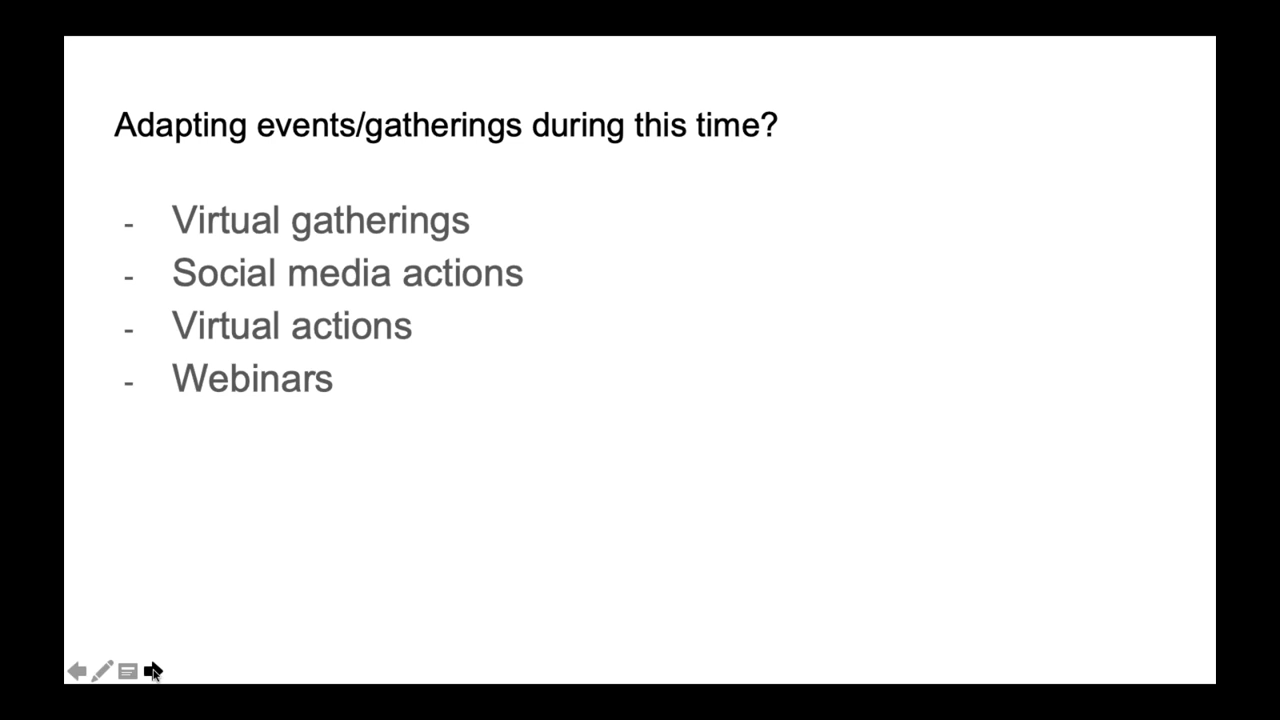 Adapting events/gatherings during this time?
- Virtual gatherings
- Social media actions
- Virtual actions
- Webinars